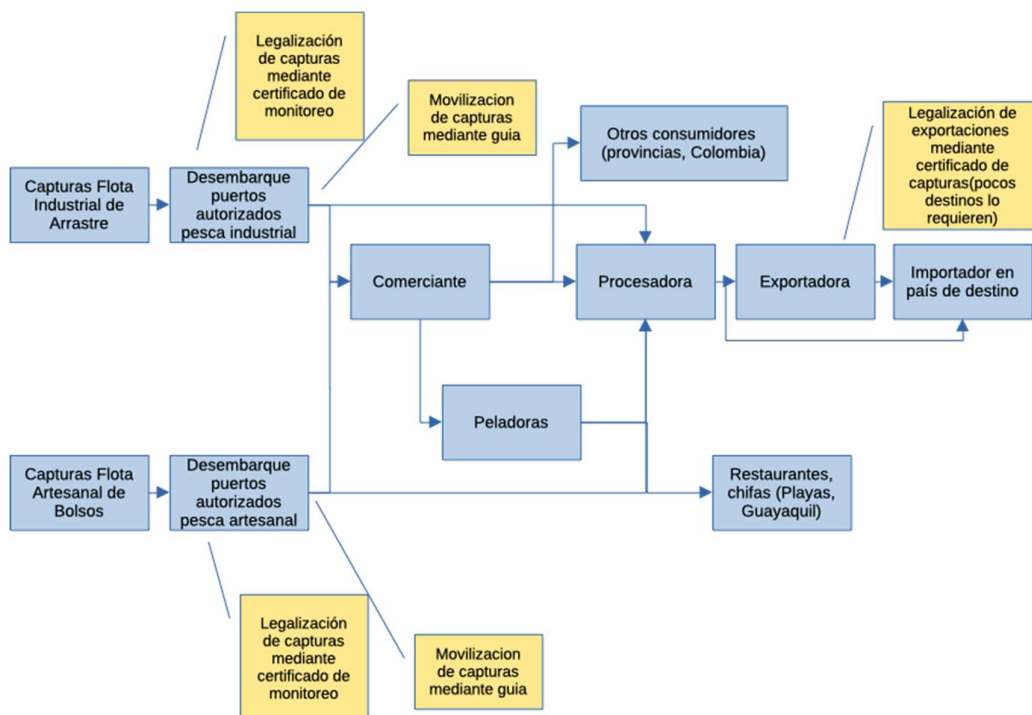 Legalización
de capturas
mediante
certificado de
monitoreo
Movilizacion
de capturas
mediante guia
Otros consumidores
(provincias, Colombia)
Legalización de
exportaciones
mediante
certificado de
capturas(pocos
destinos lo
requieren)
Capturas Flota
Industrial de
Arrastre
Desembarque
puertos
autorizados
pesca industrial
Comerciante
Procesadora
Exportadora
Importador en
país de destino
Peladoras
Capturas Flota
Artesanal de
Bolsos
Desembarque
puertos
autorizados
pesca artesanal
Restaurantes,
chifas (Playas,
Guayaquil)
Legalización
de capturas
mediante
certificado de
monitoreo
Movilizacion
de capturas
mediante guia